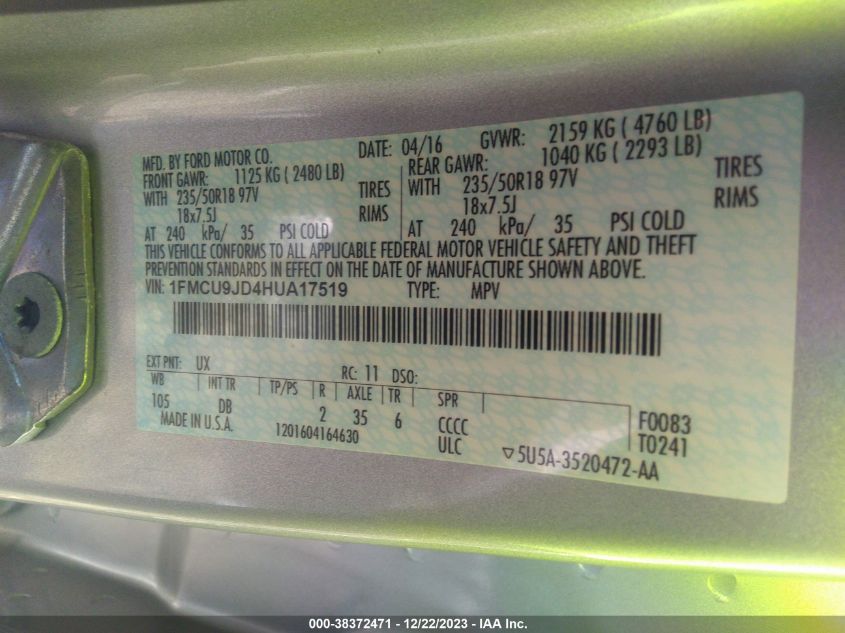 MFD. BY FORD MOTOR CO. DATE: 04/16 GVWR: 2159 KG ( 4760 LB)
FRONT GAWR: 1125 KG ( 2480 LB) REAR GAWR: 1040 KG ( 2293 LB)
WITH 235/50R18 97V TIRES WITH 235/50R18 97V TIRES
18x7.5J RIMS 18x7.5J RIMS
AT 240 kPa/ 35 PSI COLD AT 240 kPa/ 35 PSI COLD
THIS VEHICLE CONFORMS TO ALL APPLICABLE FEDERAL MOTOR VEHICLE SAFETY AND THEFT
PREVENTION STANDARDS IN EFFECT ON THE DATE OF MANUFACTURE SHOWN ABOVE.
VIN: 1FMCU9JD4HUA17519 TYPE: MPV
EXT PNT: UX RC: 11 DSO:
WB INT TR TP/PS R AXLE TR SPR
105 DB 2 35 6 CCCC F0083
MADE IN U.S.A. 1201604164630 ULC T0241
▽5U5A-3520472-AA
000-38372471 - 12/22/2023 - IAA Inc.